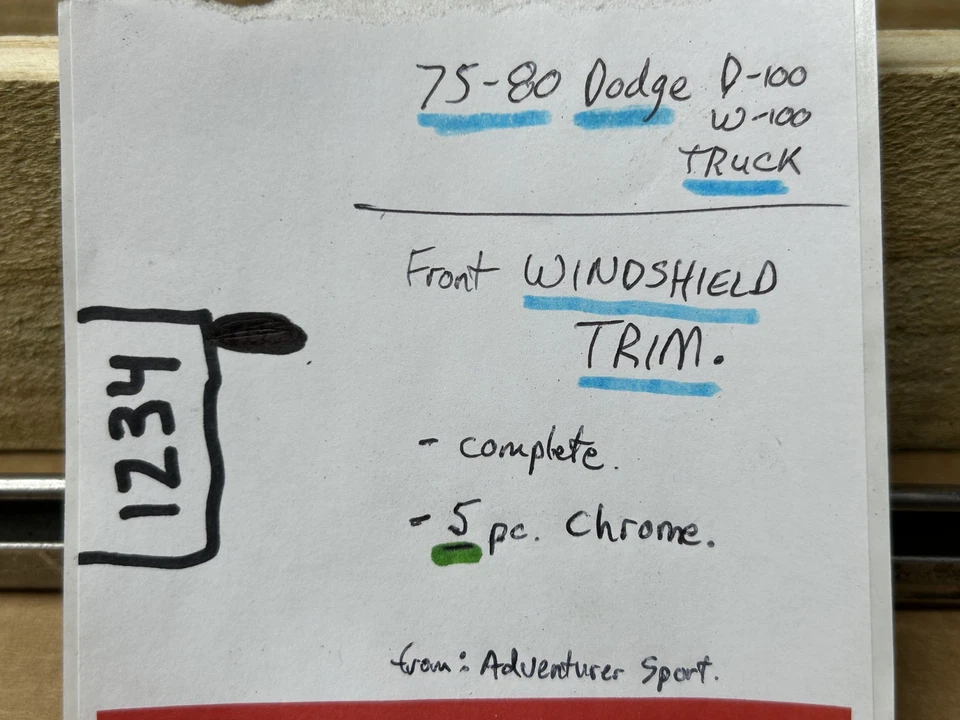 75-80 Dodge D-100
W-100
TRUCK
Front WINDSHIELD
TRIM.
- complete.
- 5 pc. Chrome.
from: Adventurer Sport.
1234